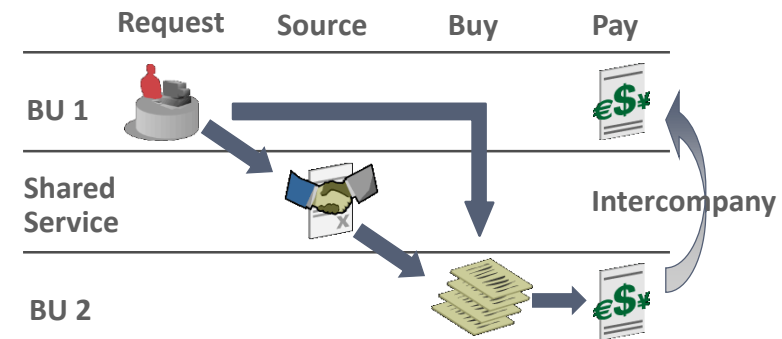 Request Source Buy Pay
BU 1
€$¥
Shared
Service
X
Intercompany
BU 2
€$¥